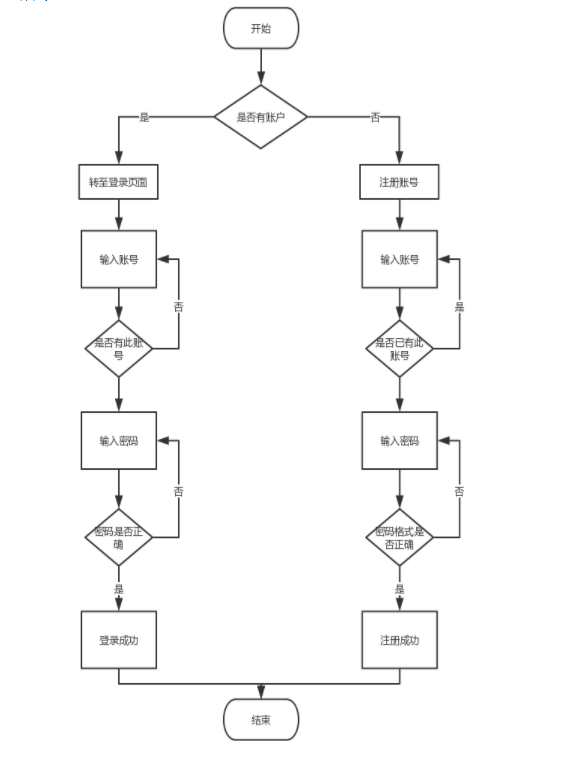 开始
是否有账户
是
否
转至登录页面
注册账号
输入账号
输入账号
否
是
是否有此账
号
是否已有此
账号
输入密码
输入密码
否
否
密码是否正
确
密码格式是
否正确
是
是
登录成功
注册成功
结束